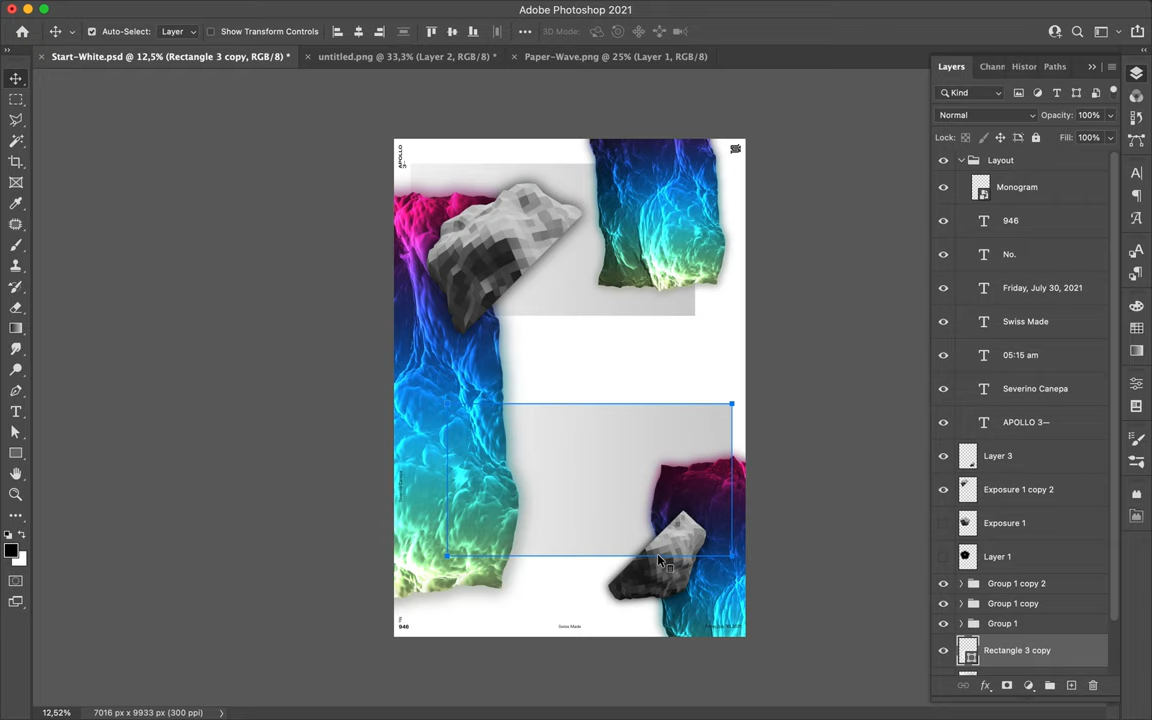 Adobe Photoshop 2021
Auto-Select:
Layer
Show Transform Controls
3D Mode:
Start-White.psd @ 12,5% (Rectangle 3 copy, RGB/8) *
untitled.png @ 33,3% (Layer 2, RGB/8) *
Paper-Wave.png @ 25% (Layer 1, RGB/8)
Layers
Chann
Histor
Paths
Kind
Normal
Opacity: 100%
Lock:
Fill: 100%
Layout
Monogram
946
No.
Friday, July 30, 2021
Swiss Made
05:15 am
Severino Canepa
APOLLO 3—
Layer 3
Exposure 1 copy 2
Exposure 1
Layer 1
Group 1 copy 2
Group 1 copy
Group 1
Rectangle 3 copy
APOLLO
Severino Canepa
946
Swiss Made
12,52%
7016 px x 9933 px (300 ppi)